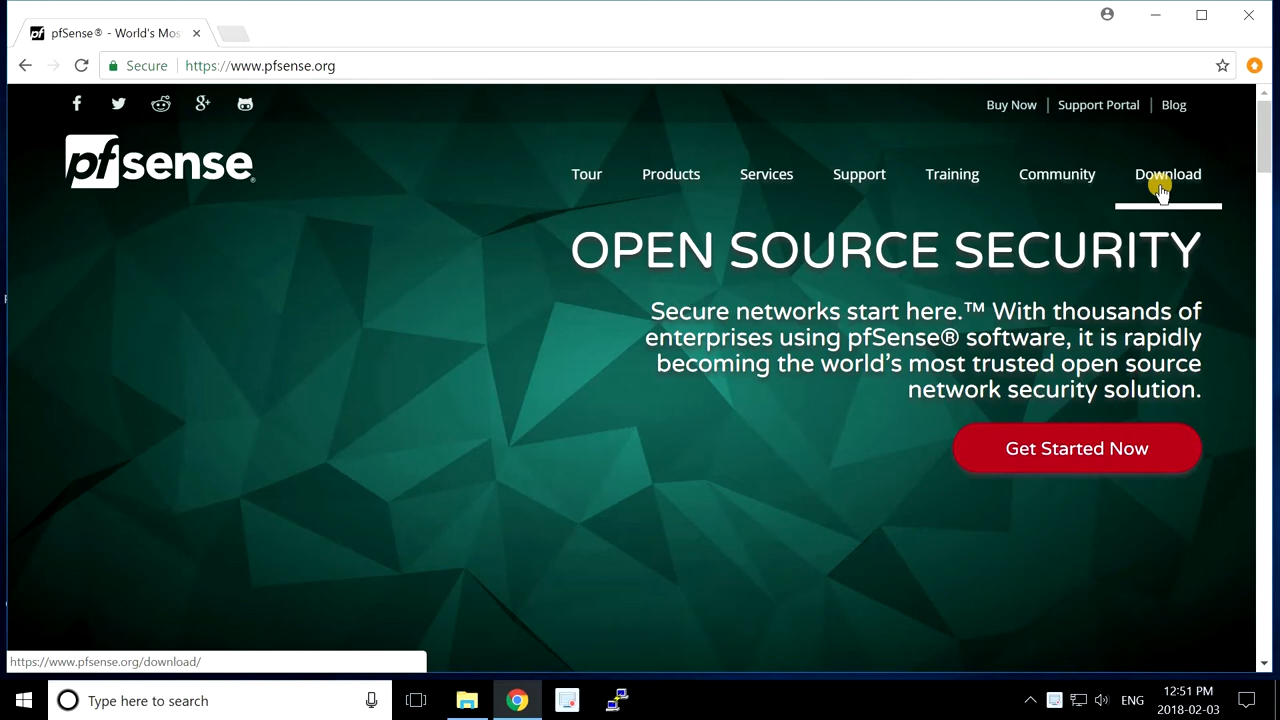 pf pfSense® - World's Mos
Secure https://www.pfsense.org
Buy Now Support Portal Blog
pfsense®
Tour Products Services Support Training Community Download
OPEN SOURCE SECURITY
Secure networks start here.™ With thousands of
enterprises using pfSense® software, it is rapidly
becoming the world's most trusted open source
network security solution.
Get Started Now
https://www.pfsense.org/download/
Type here to search
ENG
12:51 PM
2018-02-03